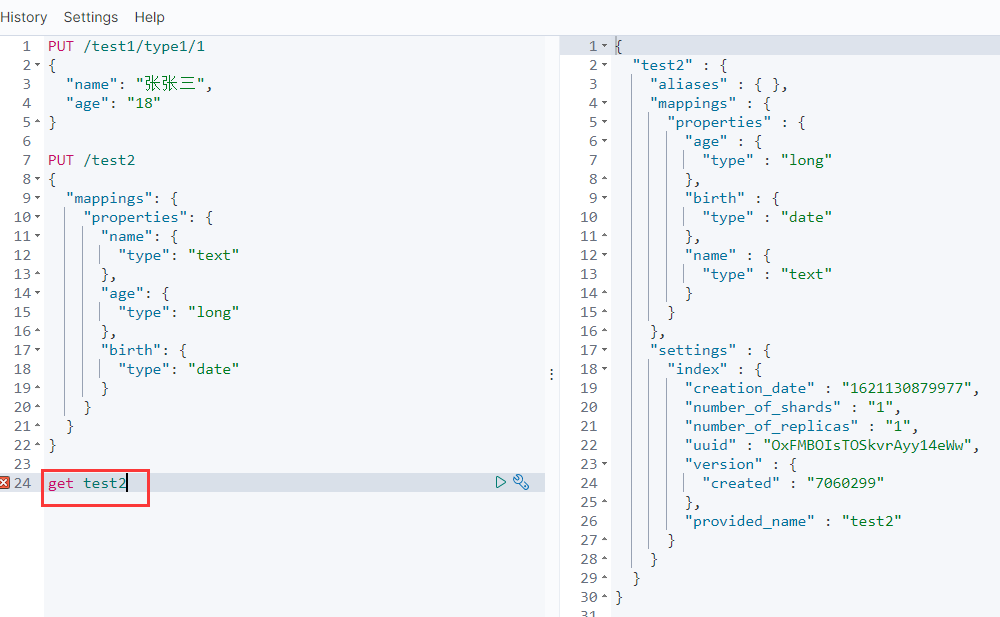 History Settings Help
1 PUT /test1/type1/1
2 {
3 "name": "张张三",
4 "age": "18"
5 }
6
7 PUT /test2
8 {
9 "mappings": {
10 "properties": {
11 "name": {
12 "type": "text"
13 },
14 "age": {
15 "type": "long"
16 },
17 "birth": {
18 "type": "date"
19 }
20 }
21 }
22 }
23
24 get test2
1 {
2 "test2" : {
3 "aliases" : { },
4 "mappings" : {
5 "properties" : {
6 "age" : {
7 "type" : "long"
8 },
9 "birth" : {
10 "type" : "date"
11 },
12 "name" : {
13 "type" : "text"
14 }
15 }
16 },
17 "settings" : {
18 "index" : {
19 "creation_date" : "1621130879977",
20 "number_of_shards" : "1",
21 "number_of_replicas" : "1",
22 "uuid" : "OxFMBOIsTOSkvrAyy14eWw",
23 "version" : {
24 "created" : "7060299"
25 },
26 "provided_name" : "test2"
27 }
28 }
29 }
30 }
31